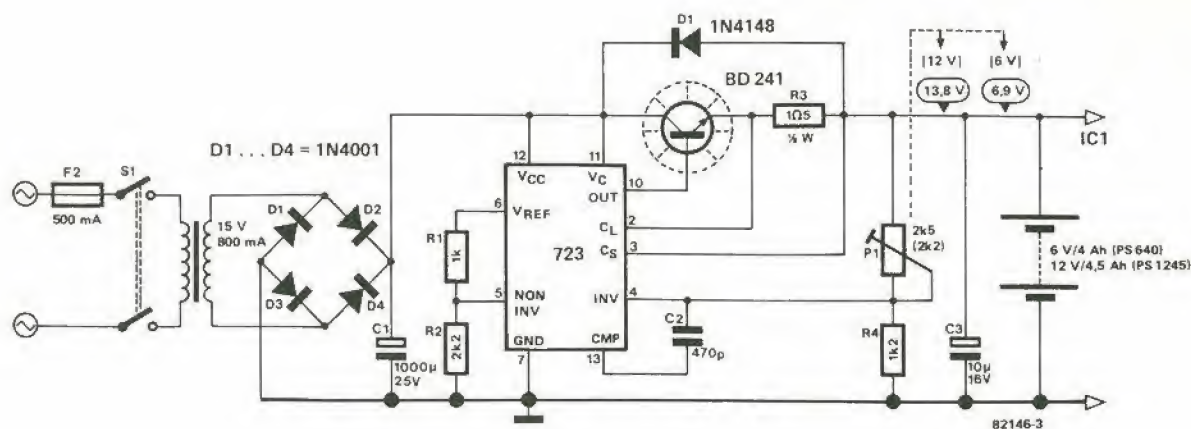 D1
1N4148
BD 241
[12 V]
[6 V]
13,8 V
6,9 V
R3
1Ω5
½ W
IC1
D1 ... D4 = 1N4001
F2
500 mA
S1
15 V
800 mA
D1
D2
D3
D4
C1
1000µ
25V
R1
1k
R2
2k2
12
11
VCC
VC
OUT
10
6
VREF
CL
2
723
CS
3
5
NON
INV
INV
4
GND
CMP
7
13
C2
470p
2k5
(2k2)
P1
R4
1k2
C3
10µ
16V
6 V/4 Ah (PS 640)
12 V/4,5 Ah (PS 1245)
82146-3